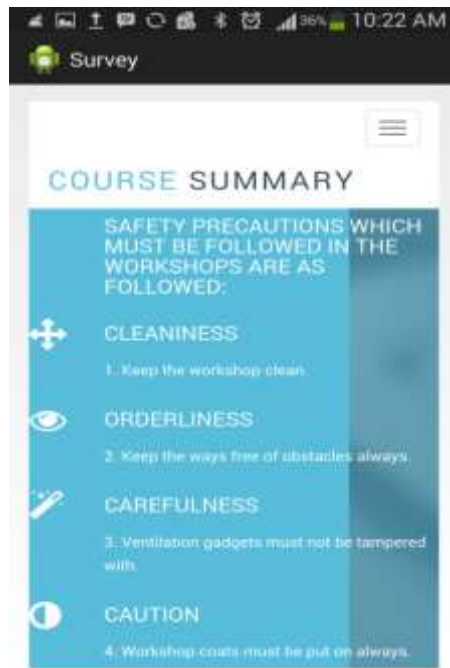 36% 10:22 AM
Survey
COURSE SUMMARY
SAFETY PRECAUTIONS WHICH
MUST BE FOLLOWED IN THE
WORKSHOPS ARE AS
FOLLOWED:
CLEANINESS
1. Keep the workshop clean.
ORDERLINESS
2. Keep the ways free of obstacles always.
CAREFULNESS
3. Ventilation gadgets must not be tampered
with.
CAUTION
4. Workshop coats must be put on always.